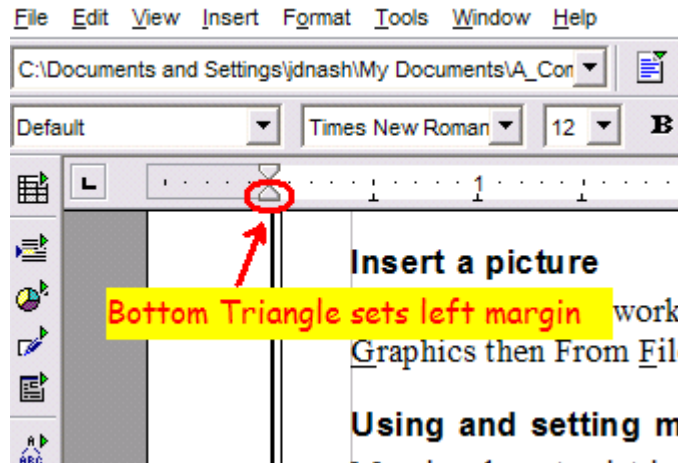 File Edit View Insert Format Tools Window Help
C:\Documents and Settings\jdnash\My Documents\A_Con
Default Times New Roman 12 B
1
Insert a picture
Bottom Triangle sets left margin work
Graphics then From Fil
Using and setting m